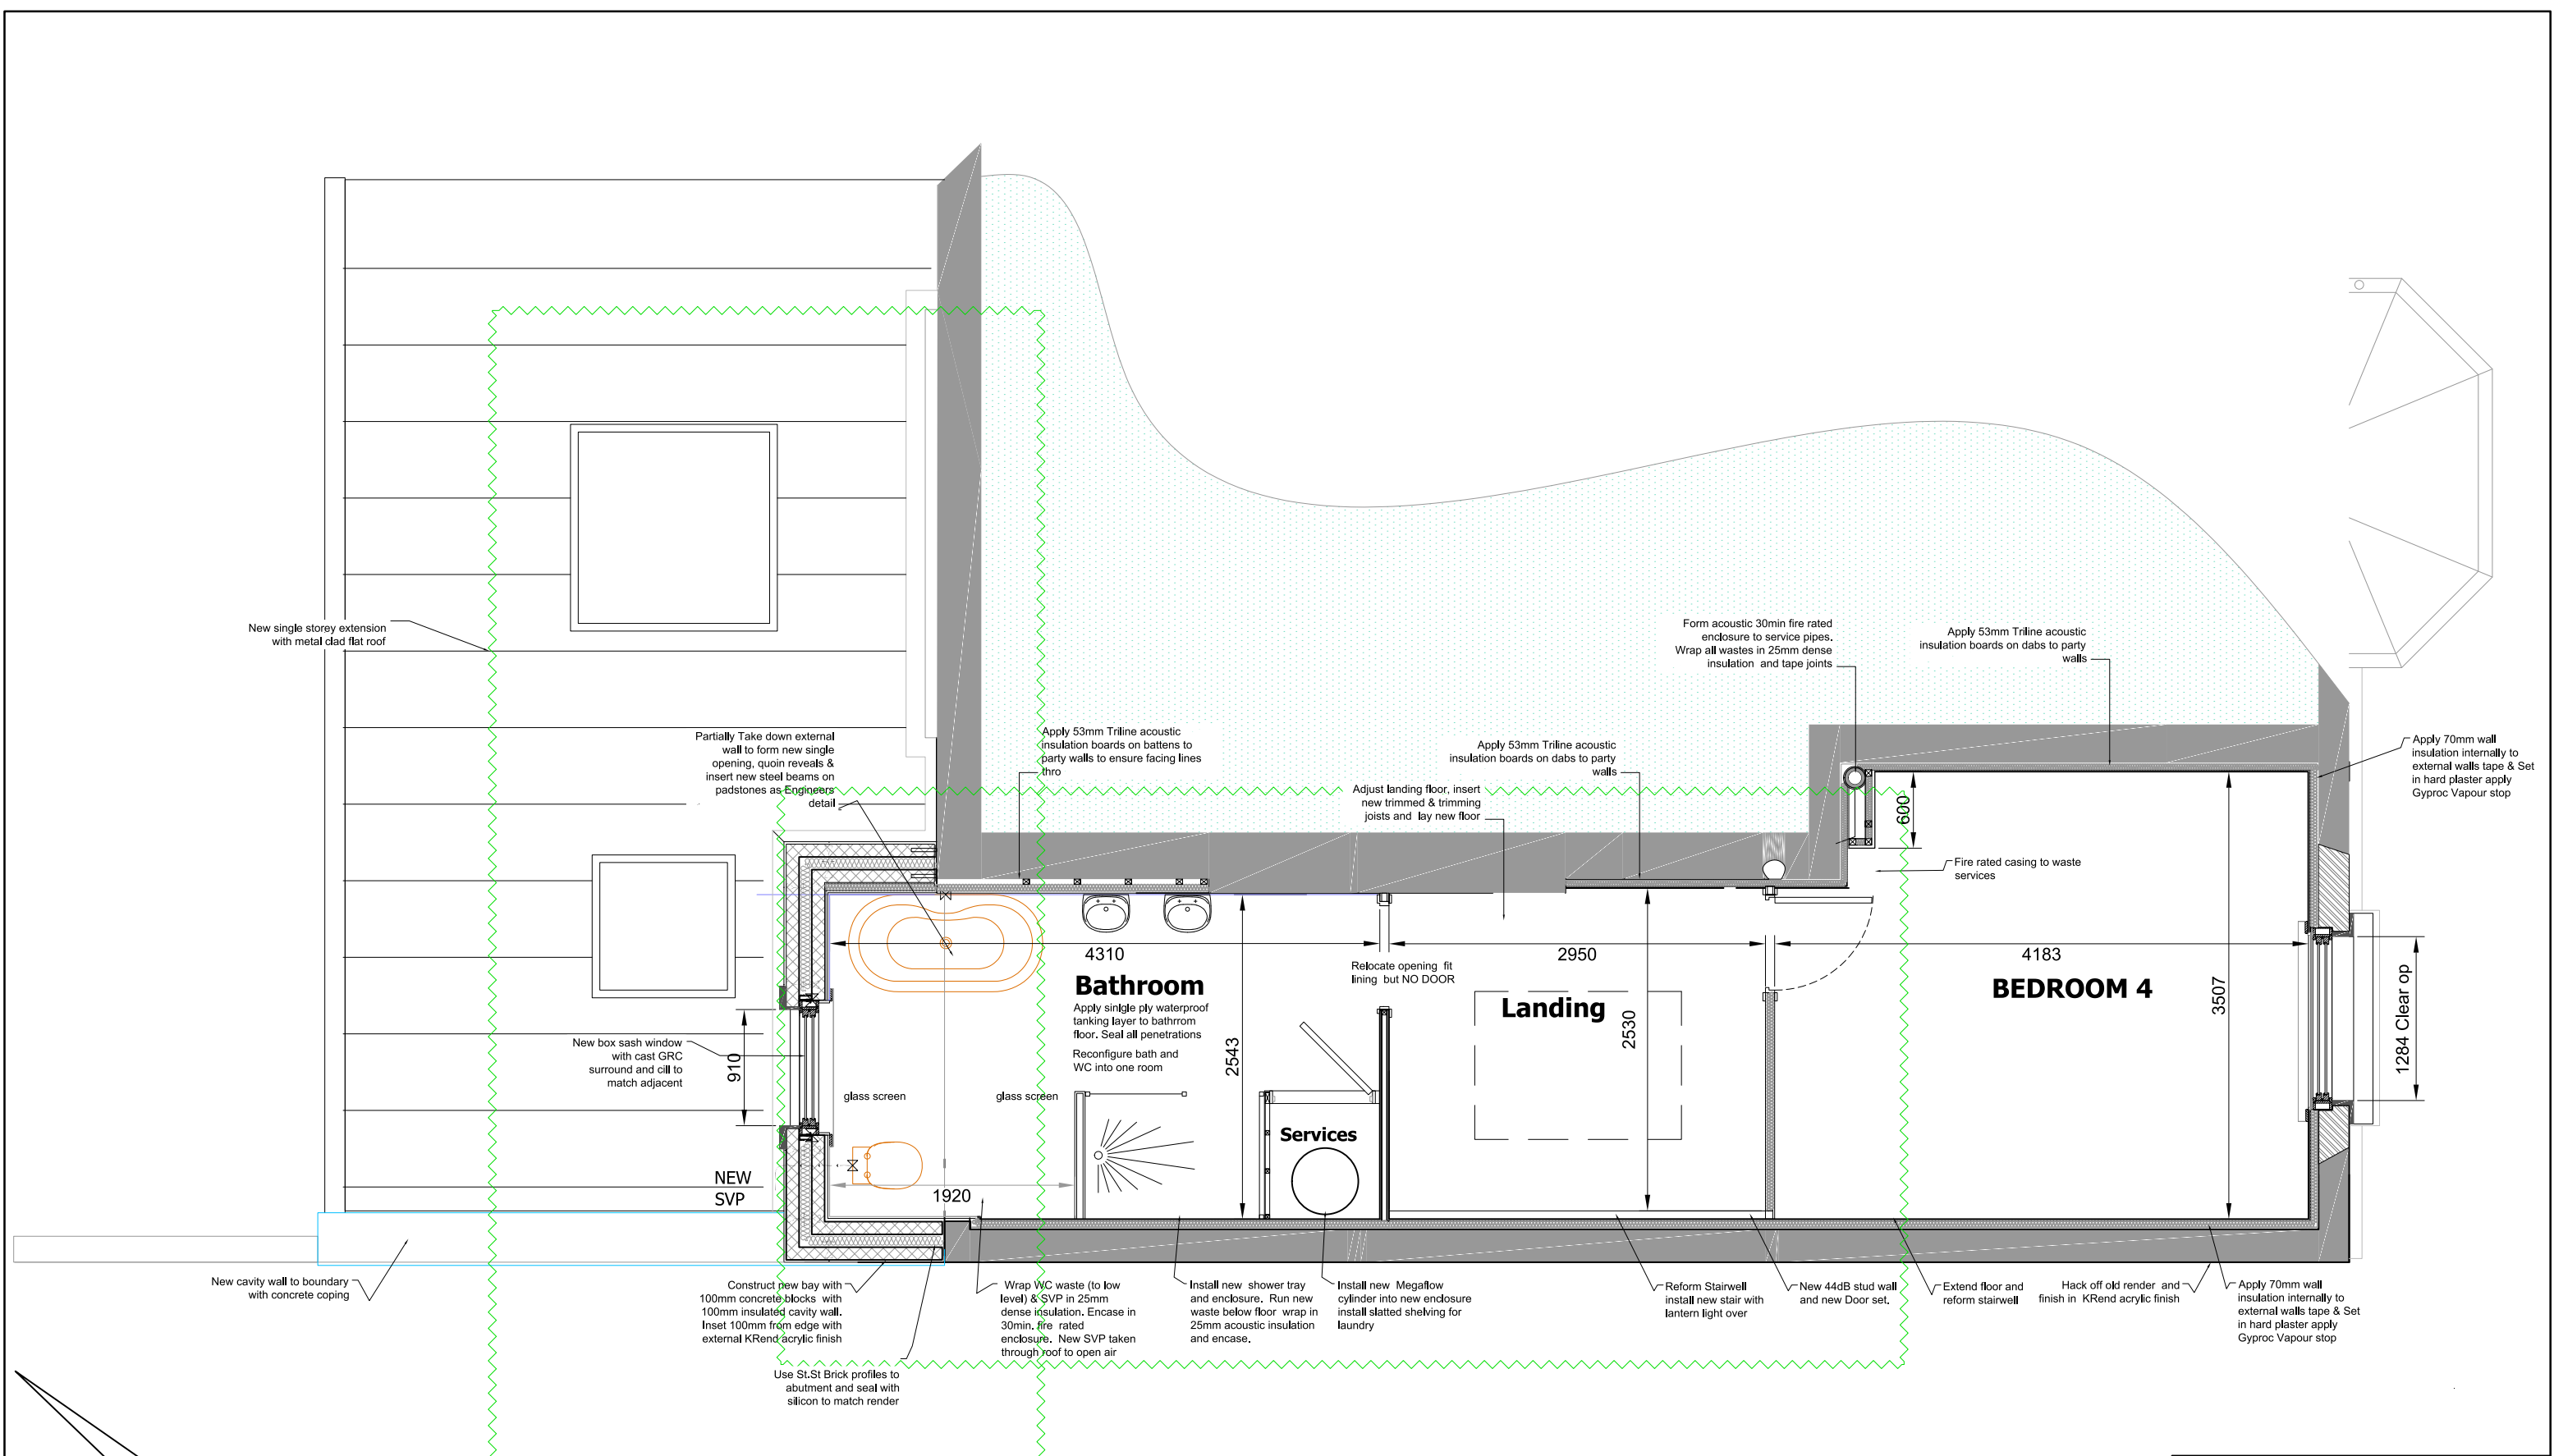 New single storey extension
with metal clad flat roof
Form acoustic 30min fire rated
enclosure to service pipes.
Wrap all wastes in 25mm dense
insulation and tape joints
Apply 53mm Triline acoustic
insulation boards on dabs to party
walls
Partially Take down external
wall to form new single
opening, quoin reveals &
insert new steel beams on
padstones as Engineers
detail
Apply 53mm Triline acoustic
insulation boards on battens to
party walls to ensure facing lines
thro
Apply 53mm Triline acoustic
insulation boards on dabs to party
walls
Adjust landing floor, insert
new trimmed & trimming
joists and lay new floor
Apply 70mm wall
insulation internally to
external walls tape & Set
in hard plaster apply
Gyproc Vapour stop
600
Fire rated casing to waste
services
4310
2950
4183
Relocate opening fit
lining but NO DOOR
Bathroom
Apply sinlgle ply waterproof
tanking layer to bathrrom
floor. Seal all penetrations
Reconfigure bath and
WC into one room
Landing
BEDROOM 4
2543
2530
3507
1284 Clear op
New box sash window
with cast GRC
surround and cill to
match adjacent
910
glass screen
glass screen
Services
NEW
SVP
1920
New cavity wall to boundary
with concrete coping
Construct new bay with
100mm concrete blocks with
100mm insulated cavity wall.
Inset 100mm from edge with
external KRend acrylic finish
Wrap WC waste (to low
level) & SVP in 25mm
dense insulation. Encase in
30min. fire rated
enclosure. New SVP taken
through roof to open air
Install new shower tray
and enclosure. Run new
waste below floor wrap in
25mm acoustic insulation
and encase.
Install new Megaflow
cylinder into new enclosure
install slatted shelving for
laundry
Reform Stairwell
install new stair with
lantern light over
New 44dB stud wall
and new Door set.
Extend floor and
reform stairwell
Hack off old render and
finish in KRend acrylic finish
Apply 70mm wall
insulation internally to
external walls tape & Set
in hard plaster apply
Gyproc Vapour stop
Use St.St Brick profiles to
abutment and seal with
silicon to match render